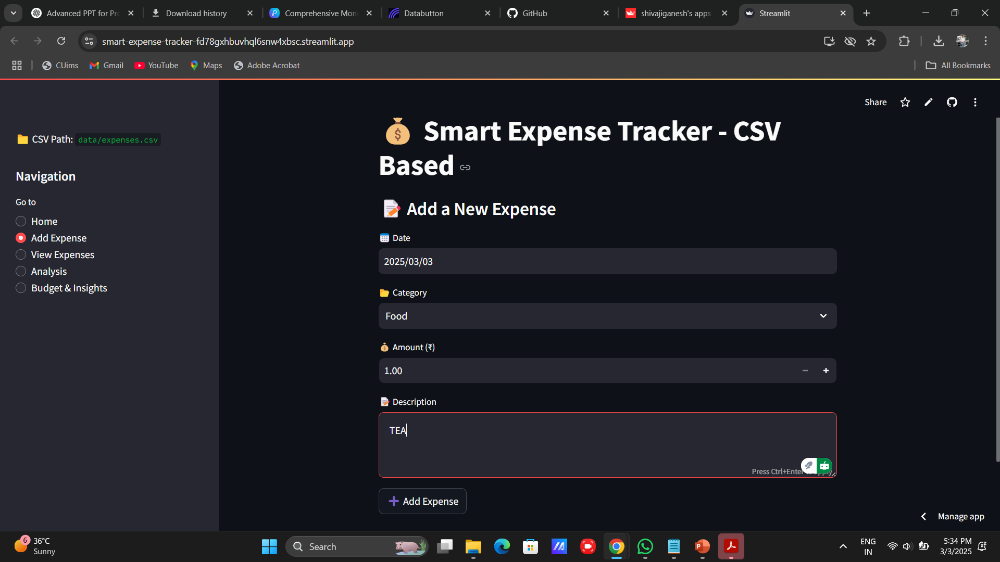 Advanced PPT for Pro
Download history
Comprehensive Mon
Databutton
GitHub
shivajiganesh's apps
Streamlit
smart-expense-tracker-fd78gxhbuvhql6snw4xbsc.streamlit.app
CUims
Gmail
YouTube
Maps
Adobe Acrobat
All Bookmarks
Share
CSV Path: data/expenses.csv
Navigation
Go to
Home
Add Expense
View Expenses
Analysis
Budget & Insights
Smart Expense Tracker - CSV
Based
Add a New Expense
Date
2025/03/03
Category
Food
Amount (₹)
1.00
Description
TEA
Press Ctrl+Enter
Add Expense
Manage app
6
36°C
Sunny
Search
ENG
IN
5:34 PM
3/3/2025